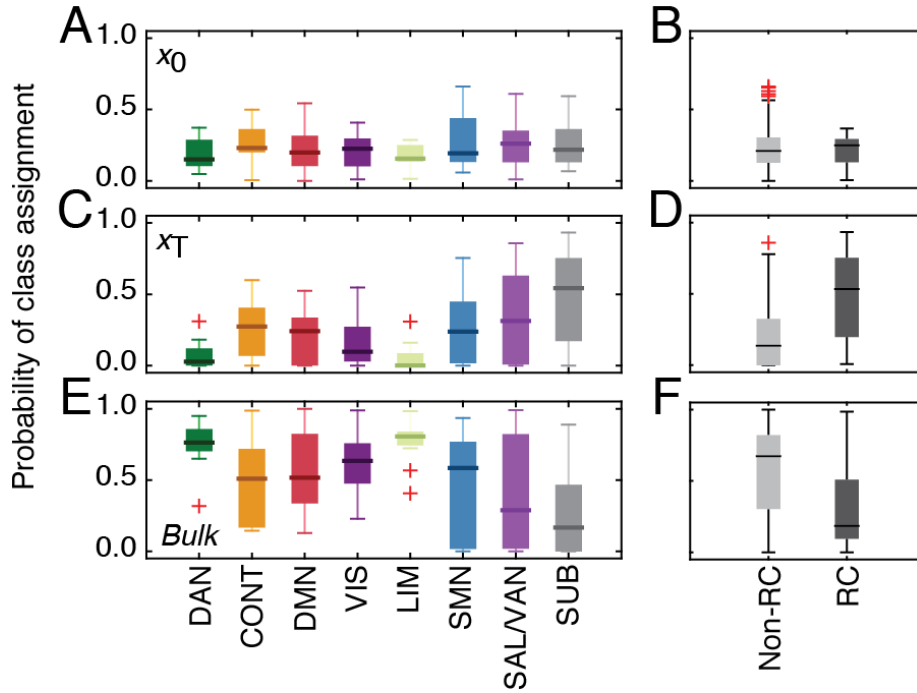 Probability of class assignment
A
B
1.0
x0
0.5
0.0
C
D
1.0
xT
0.5
0.0
E
F
1.0
0.5
Bulk
0.0
DAN
CONT
DMN
VIS
LIM
SMN
SAL/VAN
SUB
Non-RC
RC